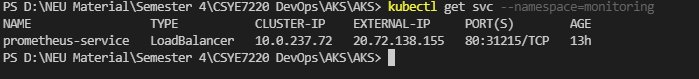 PS D:\NEU Material\Semester 4\CSYE7220 DevOps\AKS\AKS> kubectl get svc --namespace=monitoring
NAME TYPE CLUSTER-IP EXTERNAL-IP PORT(S) AGE
prometheus-service LoadBalancer 10.0.237.72 20.72.138.155 80:31215/TCP 13h
PS D:\NEU Material\Semester 4\CSYE7220 DevOps\AKS\AKS>